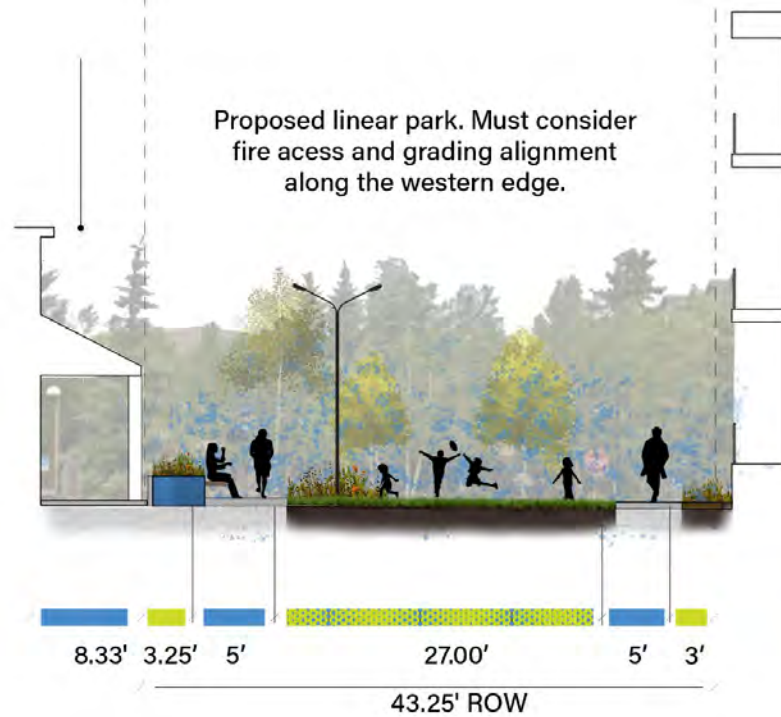 Proposed linear park. Must consider
fire acess and grading alignment
along the western edge.
8.33' 3.25' 5' 27.00' 5' 3'
43.25' ROW